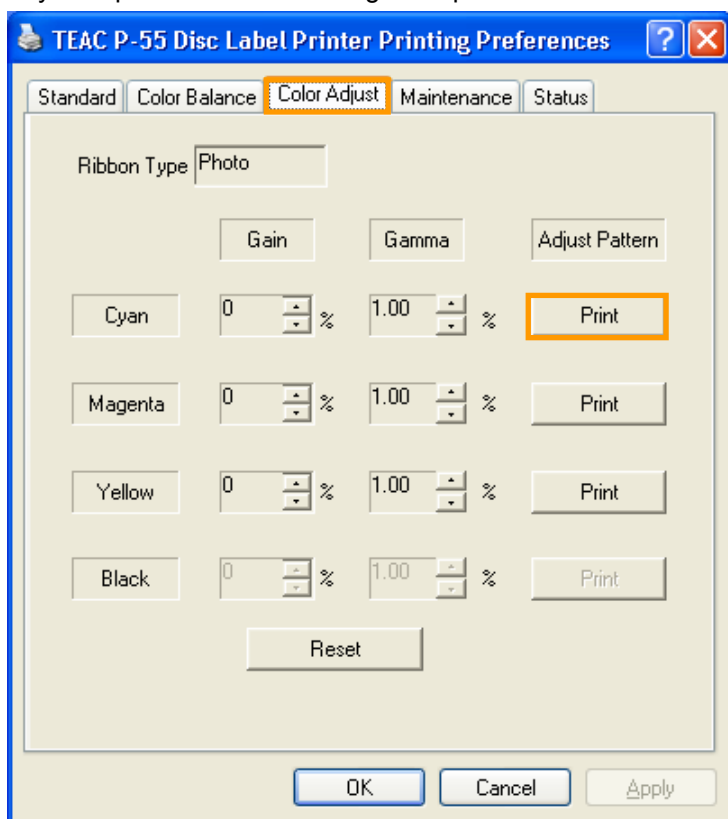 TEAC P-55 Disc Label Printer Printing Preferences
Standard Color Balance Color Adjust Maintenance Status
Ribbon Type Photo
Gain Gamma Adjust Pattern
Cyan 0 % 1.00 % Print
Magenta 0 % 1.00 % Print
Yellow 0 % 1.00 % Print
Black 0 % 1.00 % Print
Reset
OK Cancel Apply